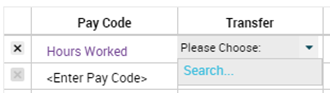 Pay Code Transfer
Hours Worked Please Choose:
Search...
<Enter Pay Code>